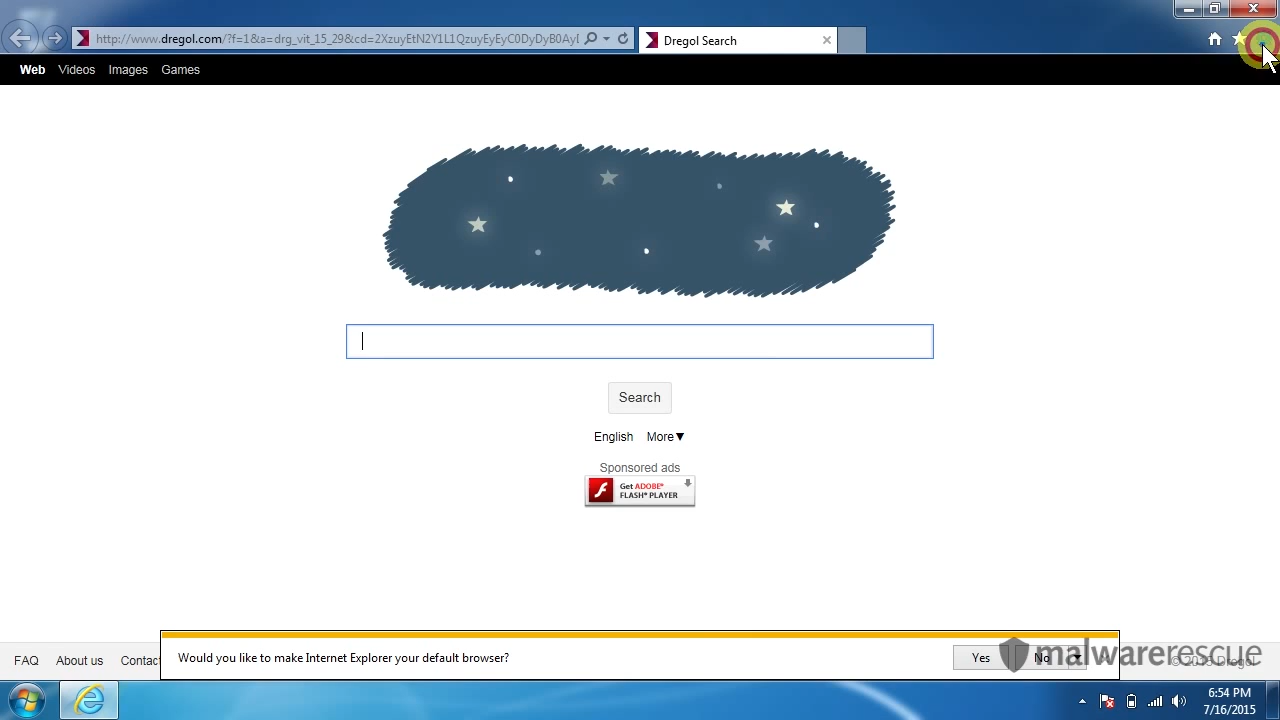 http://www.dregol.com/?f=1&a=drg_vit_15_29&cd=2XzuyEtN2Y1L1QzuyEyEyC0DyDyB0Ayl
Dregol Search
Web Videos Images Games
Search
English More▼
Sponsored ads
Get ADOBE®
FLASH® PLAYER
Would you like to make Internet Explorer your default browser?
Yes
No
FAQ About us Contac
malwarerescue
6:54 PM
7/16/2015